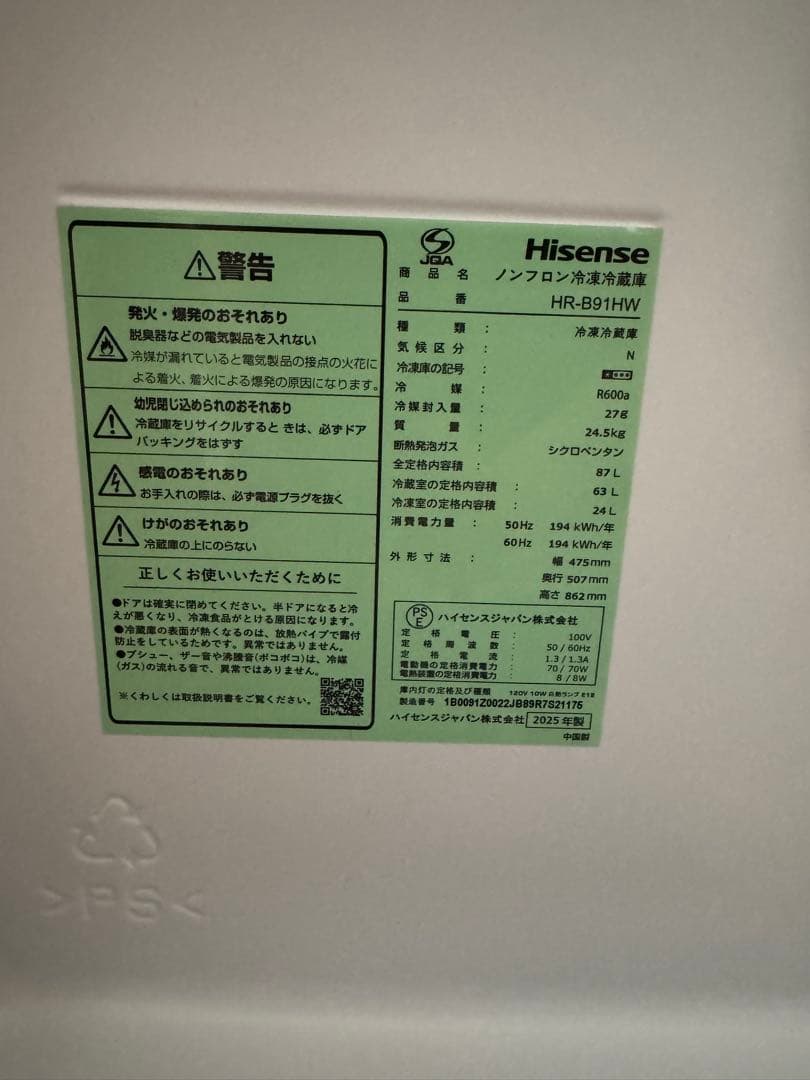 警告
発火・爆発のおそれあり
脱臭器などの電気製品を入れない
冷媒が漏れていると電気製品の接点の火花に
よる着火、着火による爆発の原因になります。
幼児閉じ込められのおそれあり
冷蔵庫をリサイクルすると きは、必ずドア
パッキングをはずす
感電のおそれあり
お手入れの際は、必ず電源プラグを抜く
けがのおそれあり
冷蔵庫の上にのらない
正しくお使いいただくために
●ドアは確実に閉めてください。半ドアになると冷
えが悪くなり、冷凍食品がとける原因になります。
●冷蔵庫の表面が熱くなるのは、放熱パイプで露付
防止をしているためです。異常ではありません。
●プシュー、ザー音や沸騰音(ポコポコ)は、冷媒
(ガス)の流れる音で、異常ではありません。
※くわしくは取扱説明書をご覧ください。
JQA
Hisense
商品名 ノンフロン冷凍冷蔵庫
品番 HR-B91HW
種類 : 冷凍冷蔵庫
気候区分 : N
冷凍庫の記号 :
冷媒 : R600a
冷媒封入量 : 27g
質量 : 24.5kg
断熱発泡ガス : シクロペンタン
全定格内容積 : 87L
冷蔵室の定格内容積 : 63L
冷凍室の定格内容積 : 24L
消費電力量 : 50Hz 194 kWh/年
60Hz 194 kWh/年
外形寸法 : 幅 475mm
奥行 507mm
高さ 862mm
PSE ハイセンスジャパン株式会社
定格電圧 : 100V
定格周波数 : 50/60Hz
定格電流 : 1.3/1.3A
電動機の定格消費電力 : 70/70W
電熱装置の定格消費電力 : 8/8W
庫内灯の定格及び種類 120V 10W 白熱ランプ E12
製造番号 1B0091Z0022JB89R7S21175
ハイセンスジャパン株式会社 2025年製
中国製
>PS<